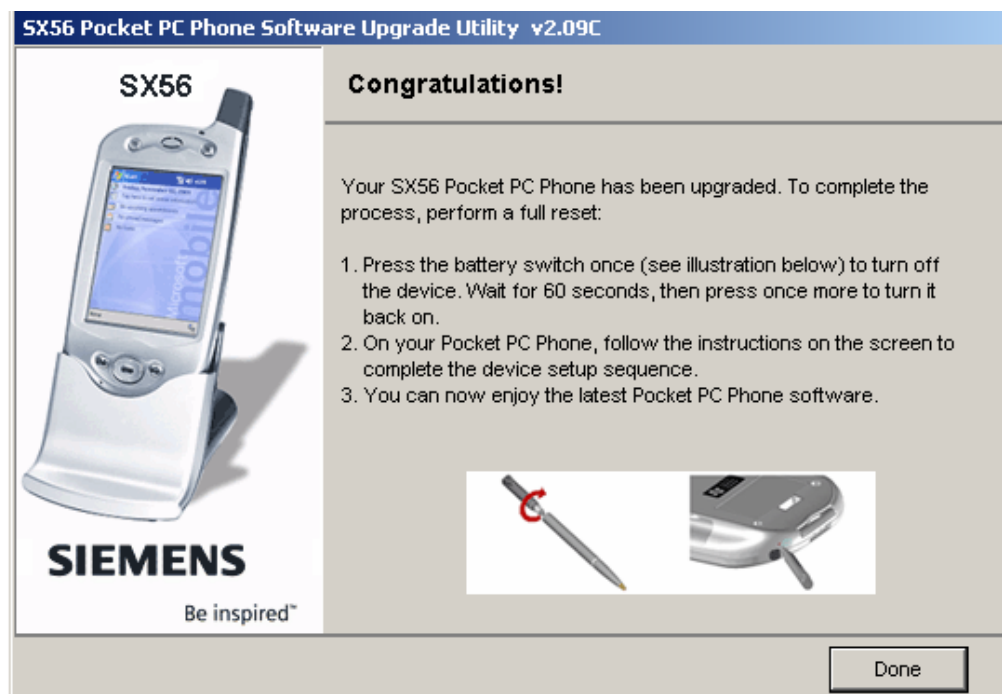 SX56 Pocket PC Phone Software Upgrade Utility v2.09C
SX56
Congratulations!
Your SX56 Pocket PC Phone has been upgraded. To complete the
process, perform a full reset:
1. Press the battery switch once (see illustration below) to turn off
the device. Wait for 60 seconds, then press once more to turn it
back on.
2. On your Pocket PC Phone, follow the instructions on the screen to
complete the device setup sequence.
3. You can now enjoy the latest Pocket PC Phone software.
Microsoft
mobile
SIEMENS
Be inspired™
Done